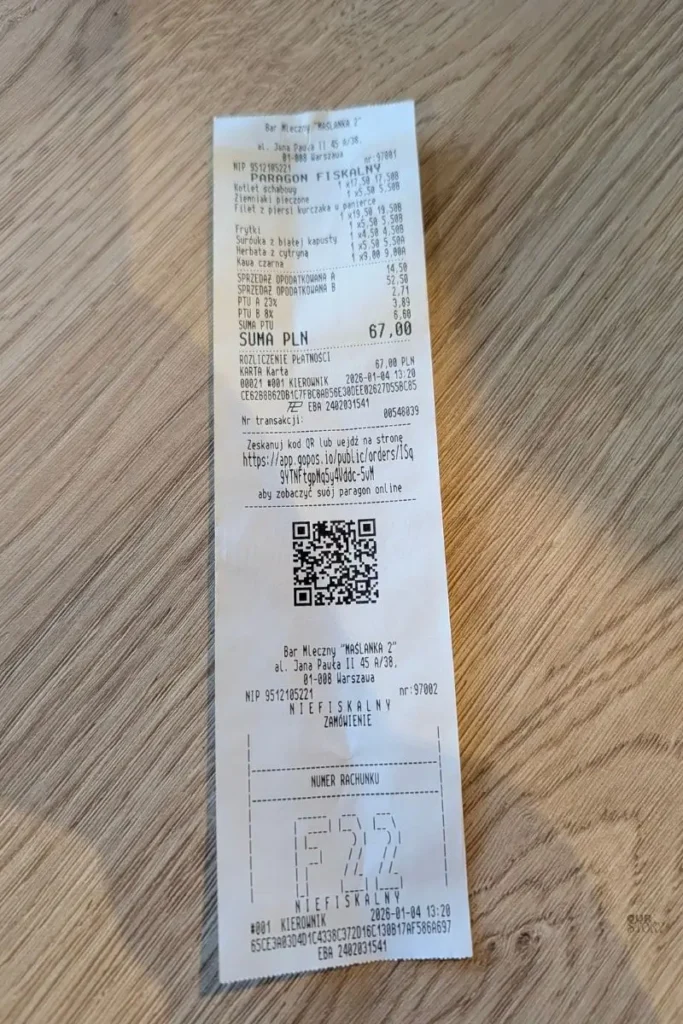 Bar Mleczny "MAŚLANKA 2"
al. Jana Pawła II 45 A/38,
01-008 Warszawa
NIP 9512105221 nr:97001
PARAGON FISKALNY
Kotlet schabowy 1 x17,50 17,50B
Ziemniaki pieczone 1 x5,50 5,50B
Filet z piersi kurczaka w panierce
1 x19,50 19,50B
Frytki 1 x5,50 5,50B
Surówka z białej kapusty 1 x4,50 4,50B
Herbata z cytryną 1 x5,50 5,50A
Kawa czarna 1 x9,00 9,00A
SPRZEDAŻ OPODATKOWANA A 14,50
SPRZEDAŻ OPODATKOWANA B 52,50
PTU A 23% 2,71
PTU B 8% 3,89
SUMA PTU 6,60
SUMA PLN 67,00
ROZLICZENIE PŁATNOŚCI
KARTA Karta 67,00 PLN
00021 #001 KIEROWNIK 2026-01-04 13:20
EBA 2402031541
Nr transakcji: 00548039
Zeskanuj kod QR lub wejdź na stronę
https://app.gopos.io/public/orders/ISq
9YTNftgpMq5y4Vddc-5vM
aby zobaczyć swój paragon online
Bar Mleczny "MAŚLANKA 2"
al. Jana Pawła II 45 A/38,
01-008 Warszawa
NIP 9512105221 nr:97002
NIEFISKALNY
ZAMÓWIENIE
NUMER RACHUNKU
F22
NIEFISKALNY
#001 KIEROWNIK 2026-01-04 13:20
65CE3A03D4D1C4338C372D16C130B17AF586A697
EBA 2402031541